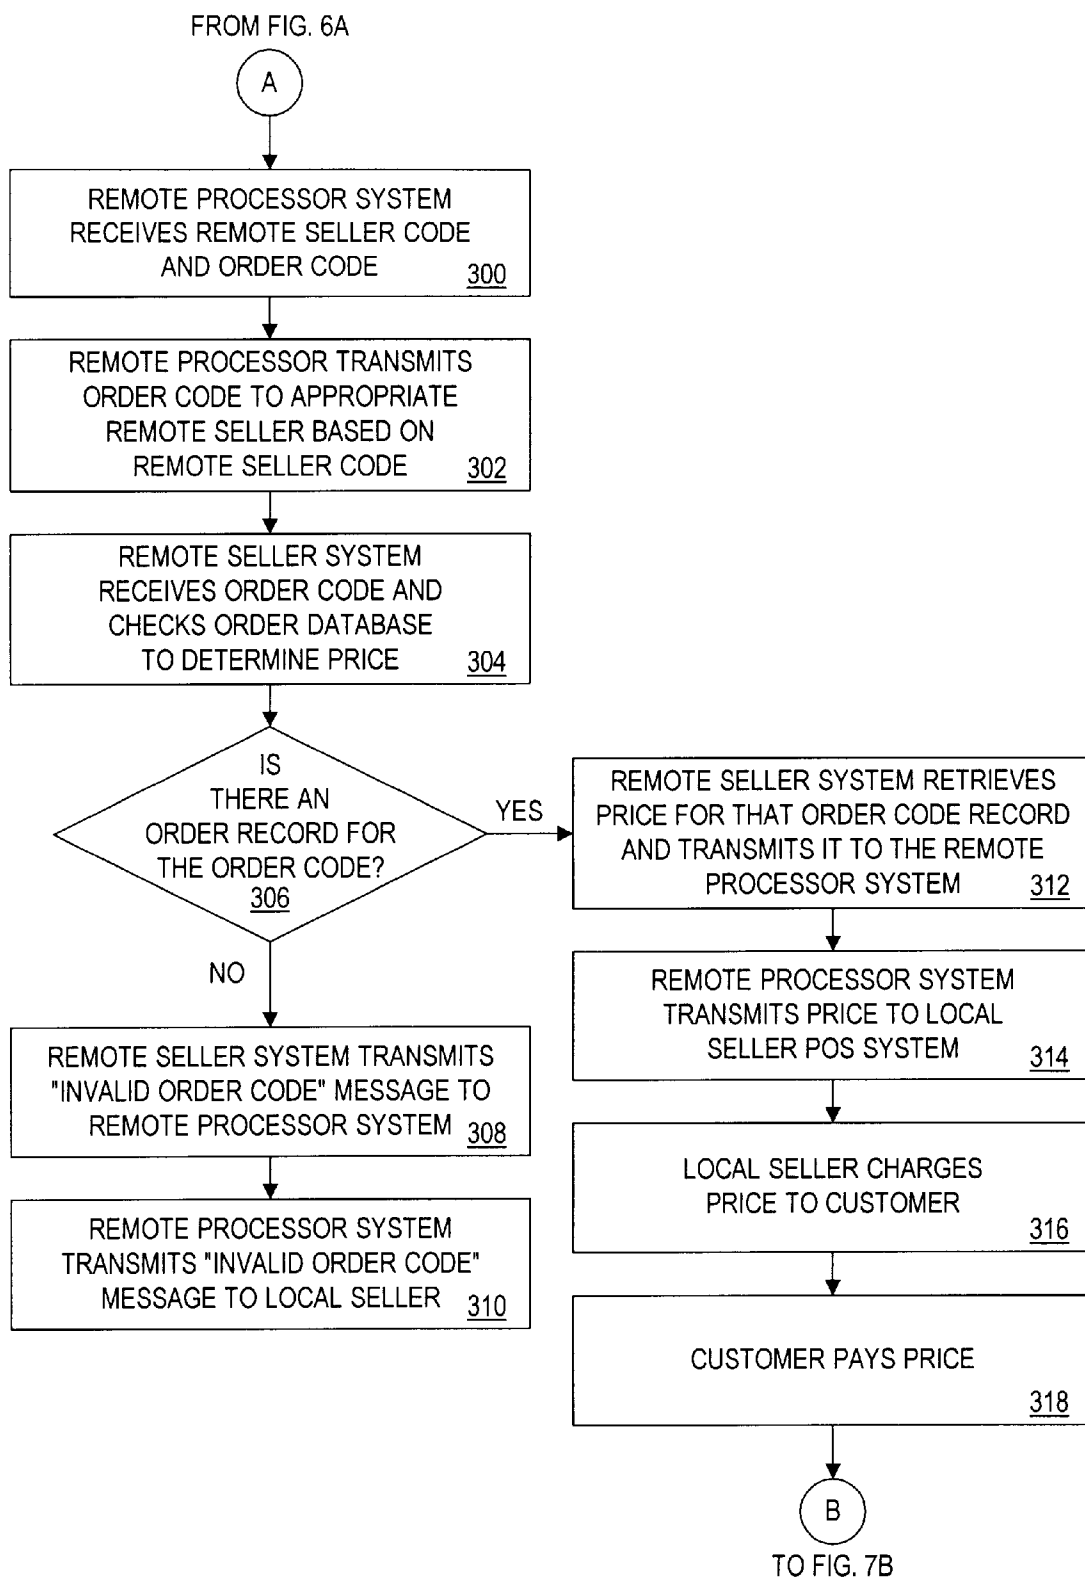 FROM FIG. 6A
A
REMOTE PROCESSOR SYSTEM
RECEIVES REMOTE SELLER CODE
AND ORDER CODE
300
REMOTE PROCESSOR TRANSMITS
ORDER CODE TO APPROPRIATE
REMOTE SELLER BASED ON
REMOTE SELLER CODE
302
REMOTE SELLER SYSTEM
RECEIVES ORDER CODE AND
CHECKS ORDER DATABASE
TO DETERMINE PRICE
304
IS
THERE AN
ORDER RECORD FOR
THE ORDER CODE?
306
YES
NO
REMOTE SELLER SYSTEM TRANSMITS
"INVALID ORDER CODE" MESSAGE TO
REMOTE PROCESSOR SYSTEM
308
REMOTE PROCESSOR SYSTEM
TRANSMITS "INVALID ORDER CODE"
MESSAGE TO LOCAL SELLER
310
REMOTE SELLER SYSTEM RETRIEVES
PRICE FOR THAT ORDER CODE RECORD
AND TRANSMITS IT TO THE REMOTE
PROCESSOR SYSTEM
312
REMOTE PROCESSOR SYSTEM
TRANSMITS PRICE TO LOCAL
SELLER POS SYSTEM
314
LOCAL SELLER CHARGES
PRICE TO CUSTOMER
316
CUSTOMER PAYS PRICE
318
B
TO FIG. 7B